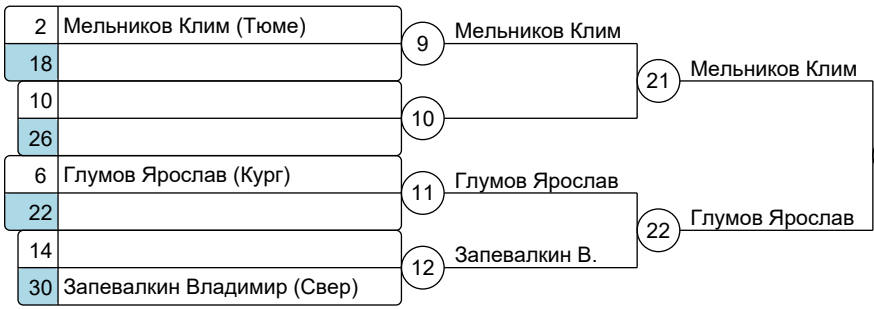 2 Мельников Клим (Тюме)
18
9 Мельников Клим
10
26
10
21 Мельников Клим
6 Глумов Ярослав (Кург)
22
11 Глумов Ярослав
14
30 Запевалкин Владимир (Свер)
12 Запевалкин В.
22 Глумов Ярослав